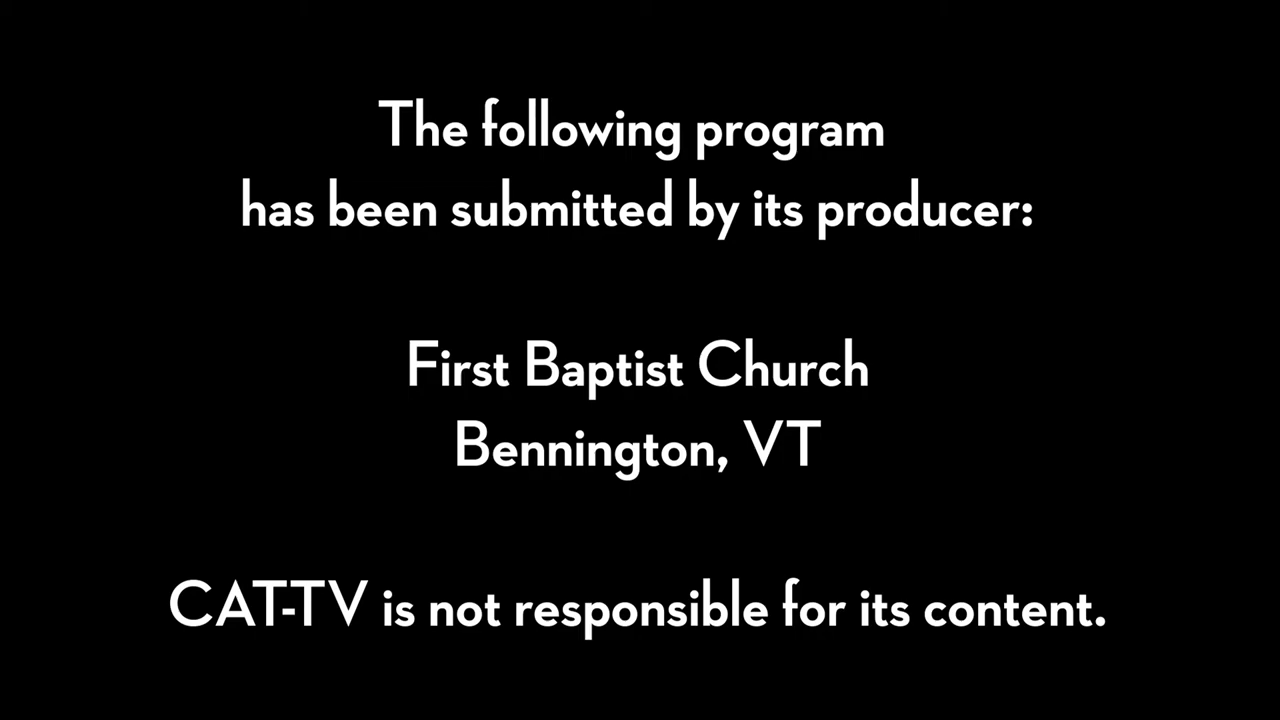 The following program
has been submitted by its producer:
First Baptist Church
Bennington, VT
CAT-TV is not responsible for its content.